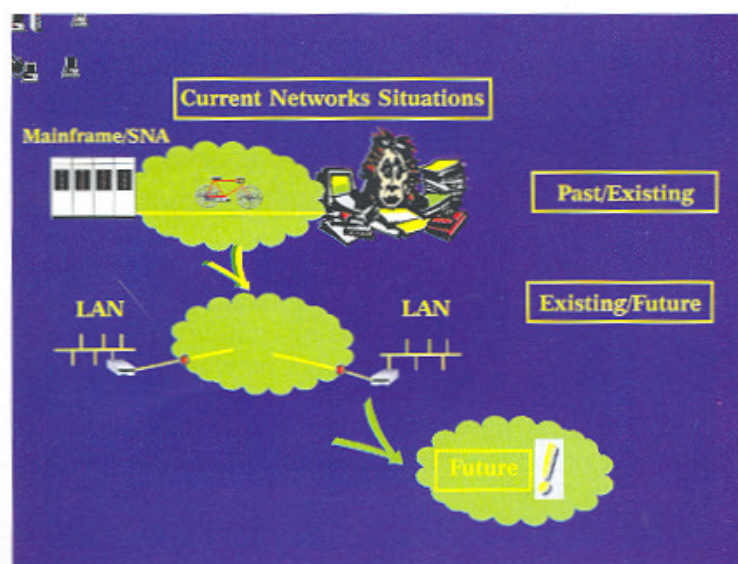 Current Networks Situations
Mainframe/SNA
Past/Existing
LAN
LAN
Existing/Future
Future !